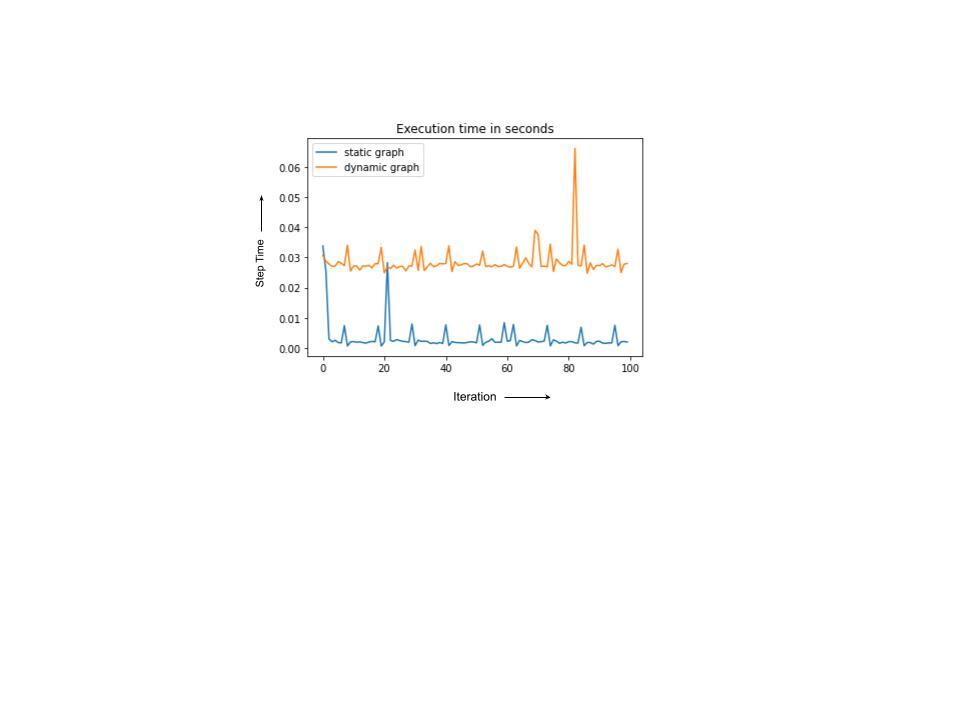 Execution time in seconds
static graph
dynamic graph
0.06
0.05
0.04
0.03
0.02
0.01
0.00
Step Time
0 20 40 60 80 100
Iteration